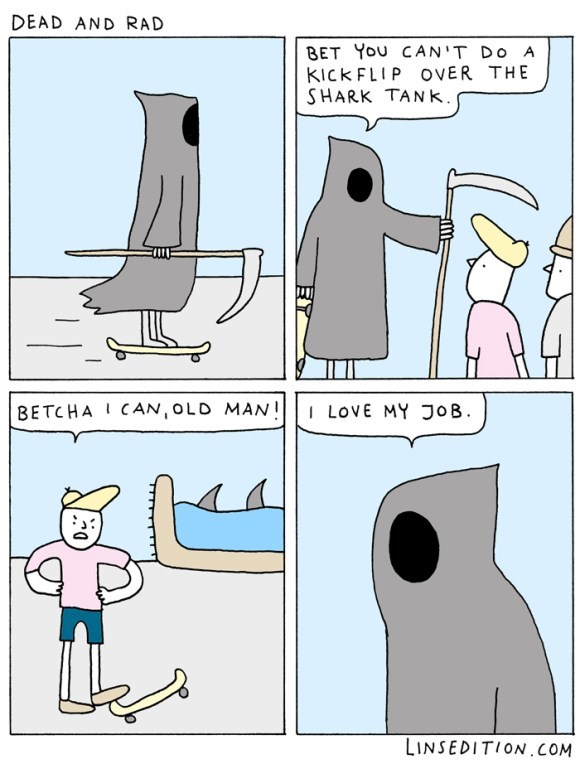 DEAD AND RAD
BET YOU CAN'T DO A
KICKFLIP OVER THE
SHARK TANK.
BETCHA I CAN, OLD MAN!
I LOVE MY JOB.
LINSEDITION.COM